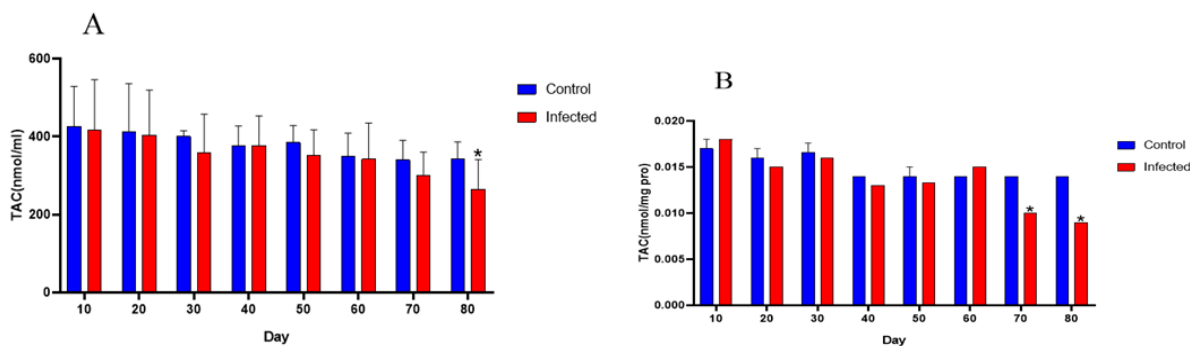 A
TAC(nmol/ml)
600
400
200
0
*
10 20 30 40 50 60 70 80
Day
Control
Infected
B
TAC(nmol/mg pro)
0.020
0.015
0.010
0.005
0.000
* *
10 20 30 40 50 60 70 80
Day
Control
Infected